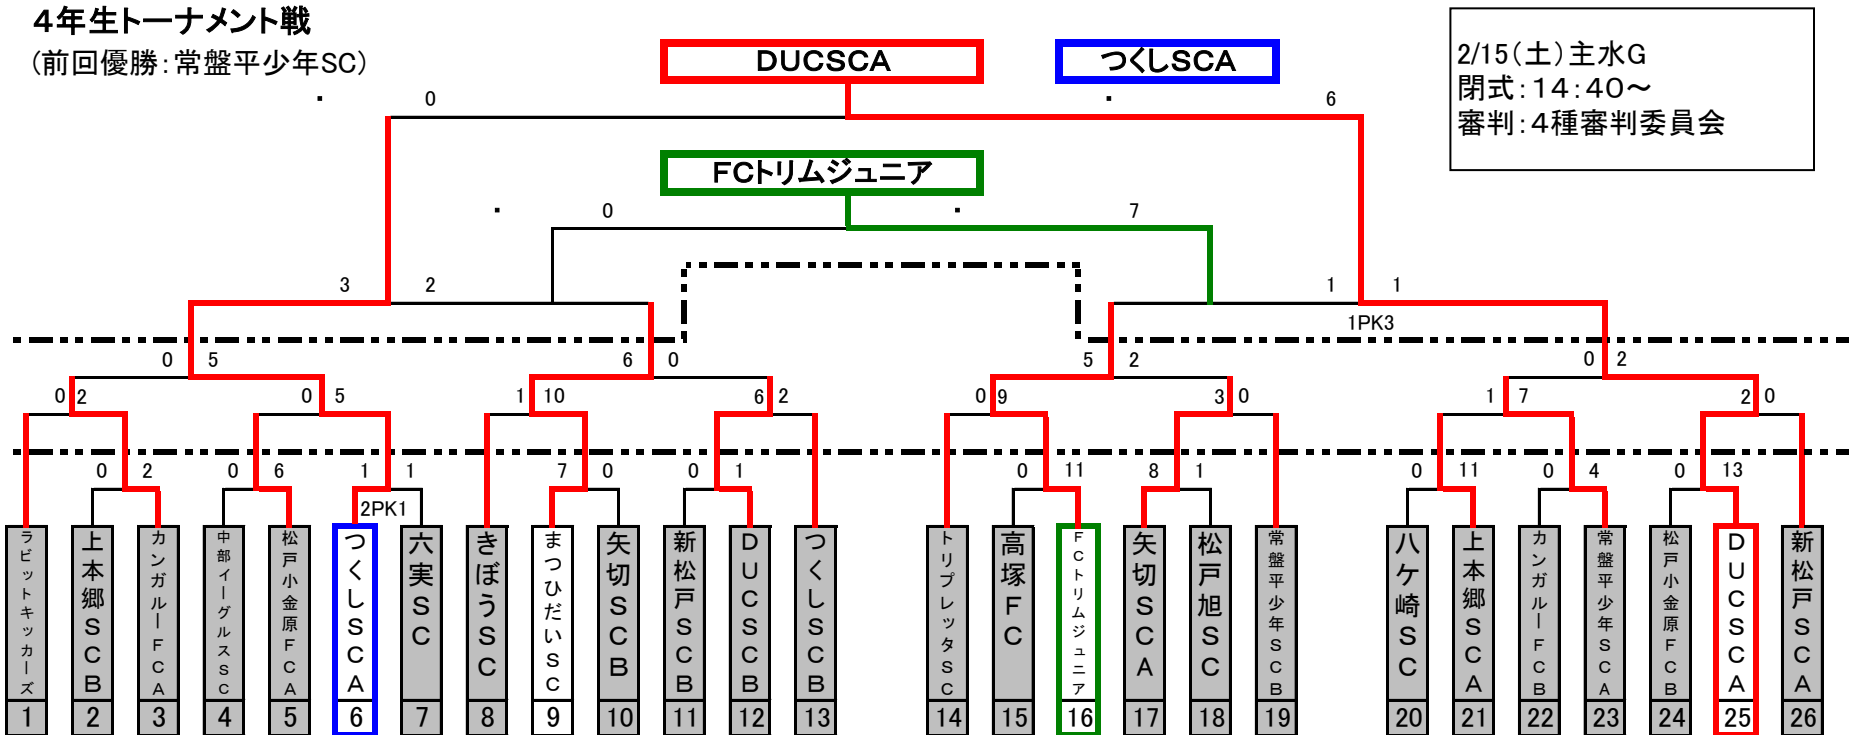 ４年生トーナメント戦
（前回優勝：常盤平少年SC）
DUCSCA
つくしSCA
2/15（土）主水G
閉式：１４：４０～
審判：４種審判委員会
・ 0 ・ 6
FCトリムジュニア
・ 0 ・ 7
3 2 1 1
1PK3
0 5 6 0 5 2 0 2
0 2 0 5 1 10 6 2 0 9 3 0 1 7 2 0
0 2 0 6 1 1 7 0 0 1 0 11 8 1 0 11 0 4 0 13
2PK1
ラビットキッカーズ
上本郷SCB
カンガルーFCA
中部イーグルスSC
松戸小金原FCA
つくしSCA
六実SC
きぼうSC
まつひだいSC
矢切SCB
新松戸SCB
DUCSCB
つくしSCB
トリプレッタSC
高塚FC
FCトリムジュニア
矢切SCA
松戸旭SC
常盤平少年SCB
八ケ崎SC
上本郷SCA
カンガルーFCB
常盤平少年SCA
松戸小金原FCB
DUCSCA
新松戸SCA
1 2 3 4 5 6 7 8 9 10 11 12 13 14 15 16 17 18 19 20 21 22 23 24 25 26